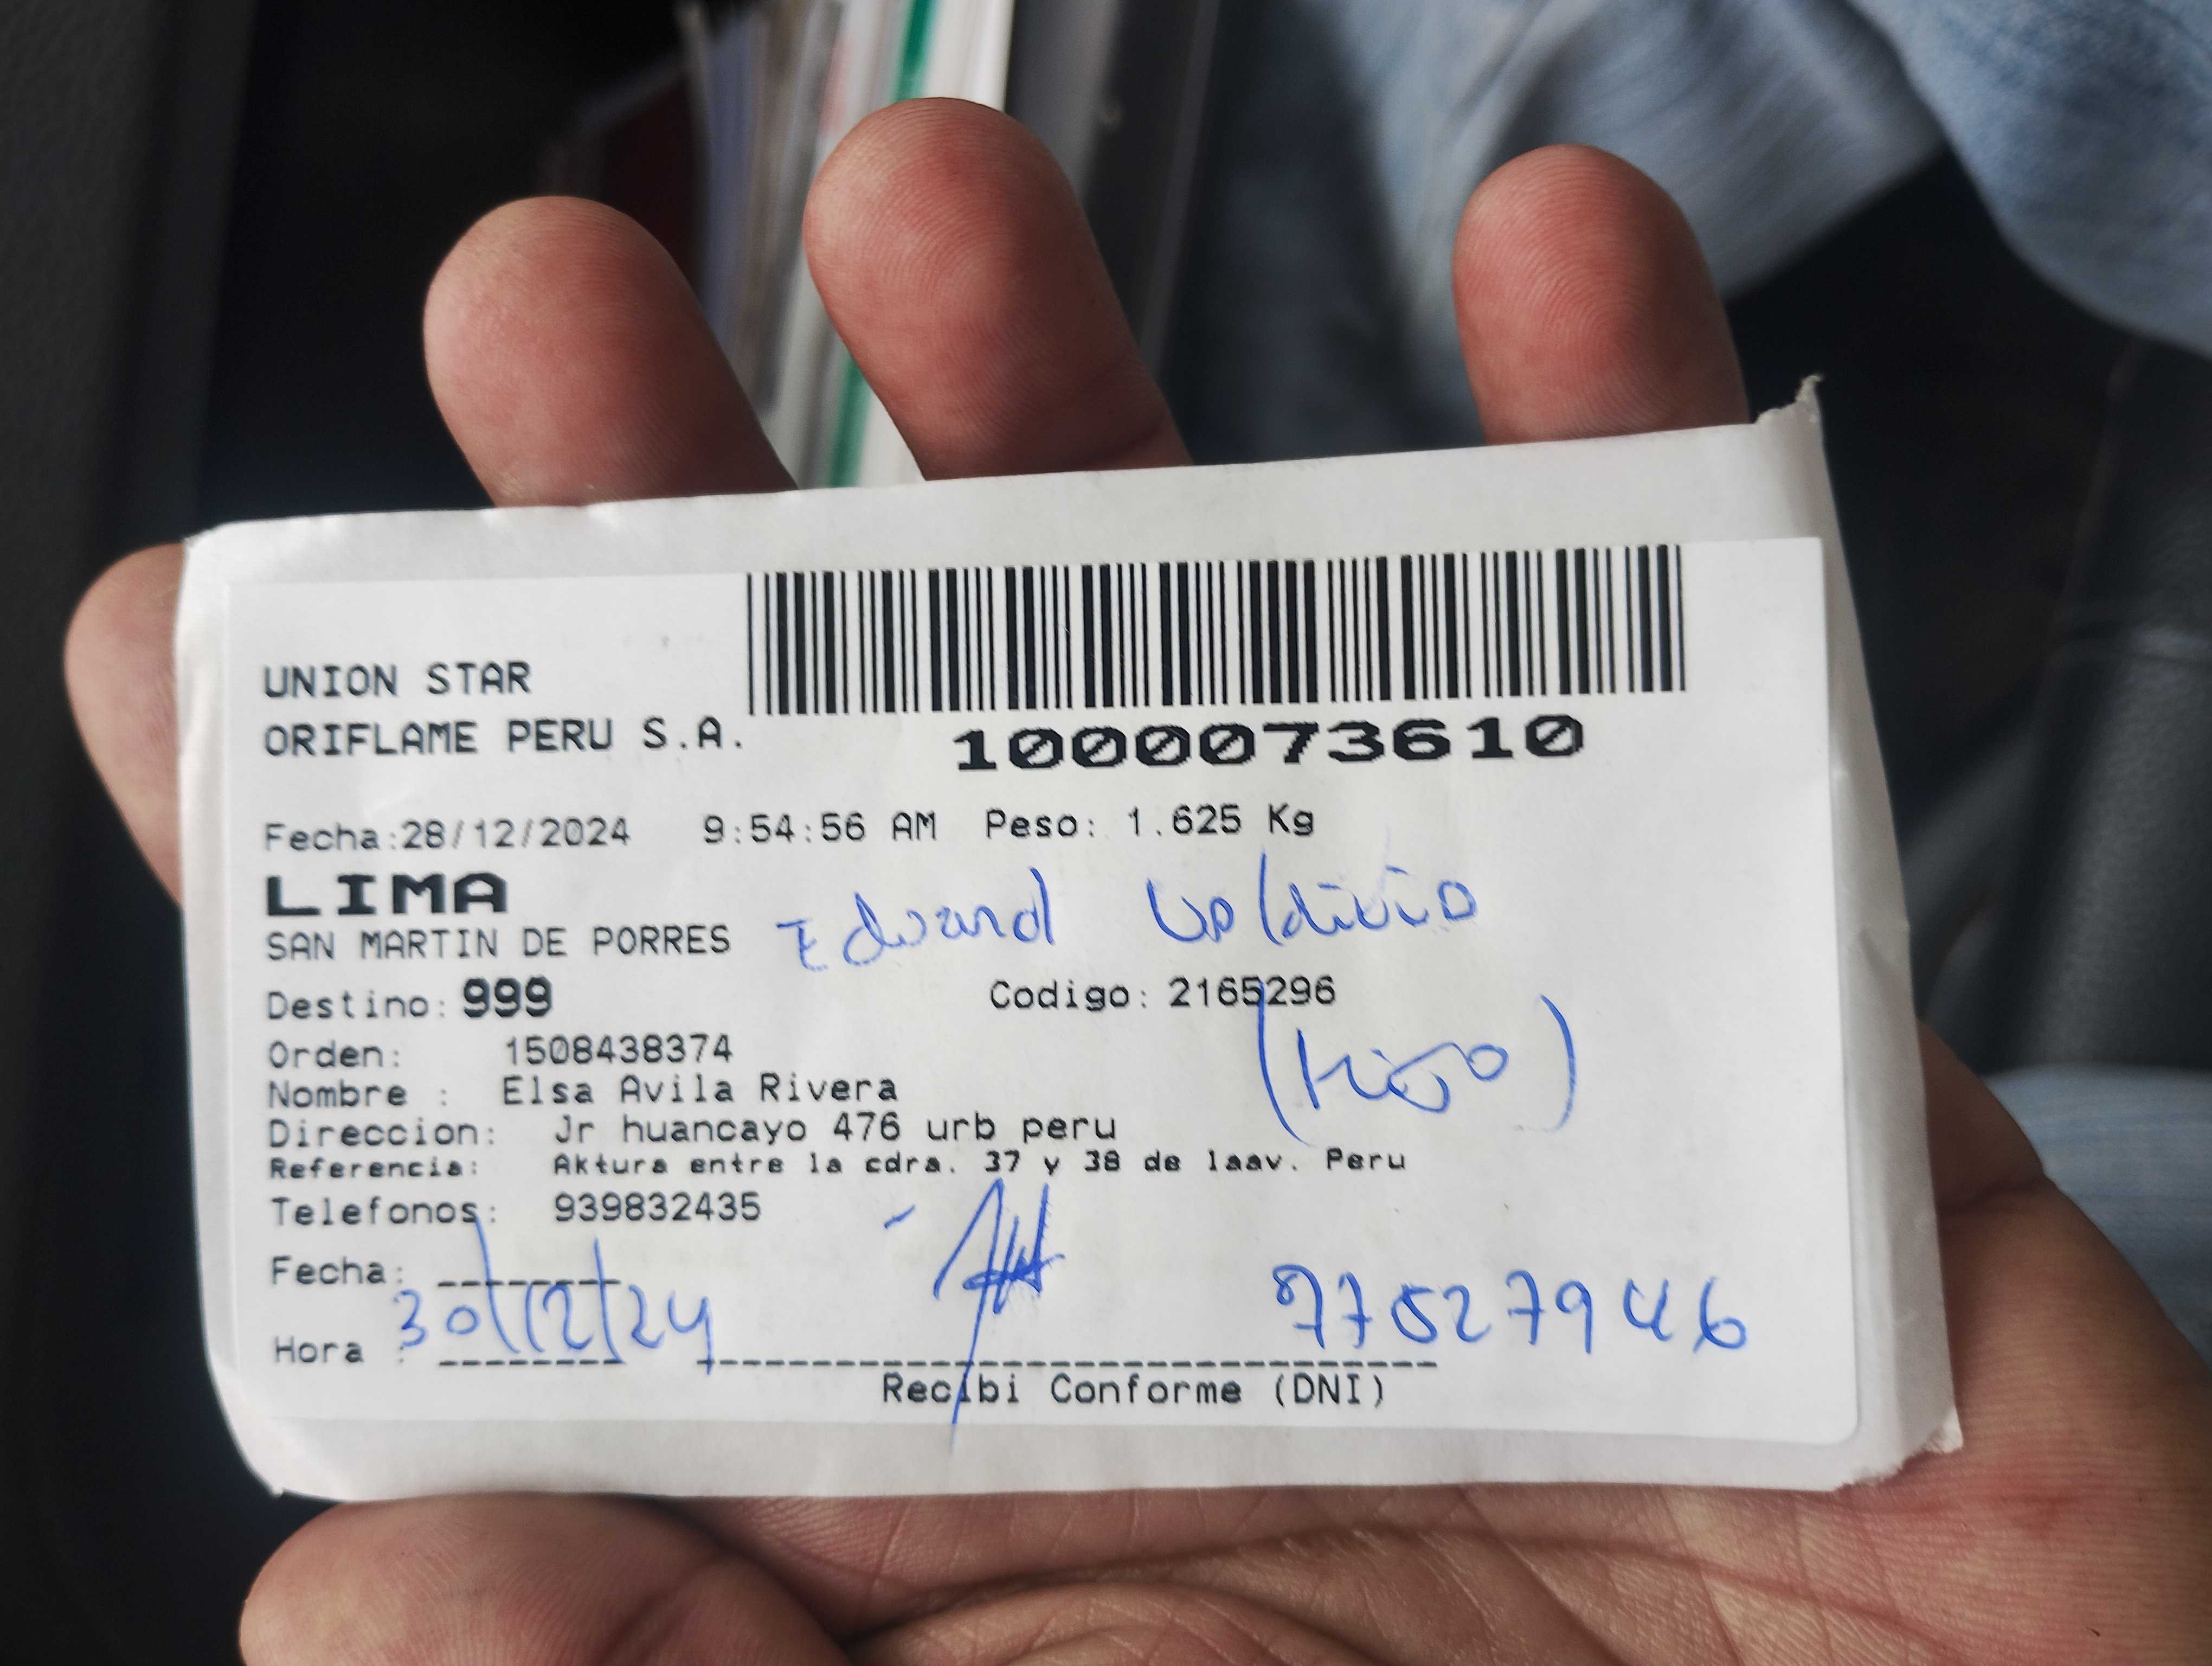 UNION STAR
ORIFLAME PERU S.A.
1000073610
Fecha:28/12/2024 9:54:56 AM Peso: 1.625 Kg
LIMA
SAN MARTIN DE PORRES Edward Valdivia
Destino: 999 Codigo: 2165296
(Hijo)
Orden: 1508438374
Nombre : Elsa Avila Rivera
Direccion: Jr huancayo 476 urb peru
Referencia: Aktura entre la cdra. 37 y 38 de laav. Peru
Telefonos: 939832435
Fecha: 30/12/24
Hora :
Recibi Conforme (DNI)